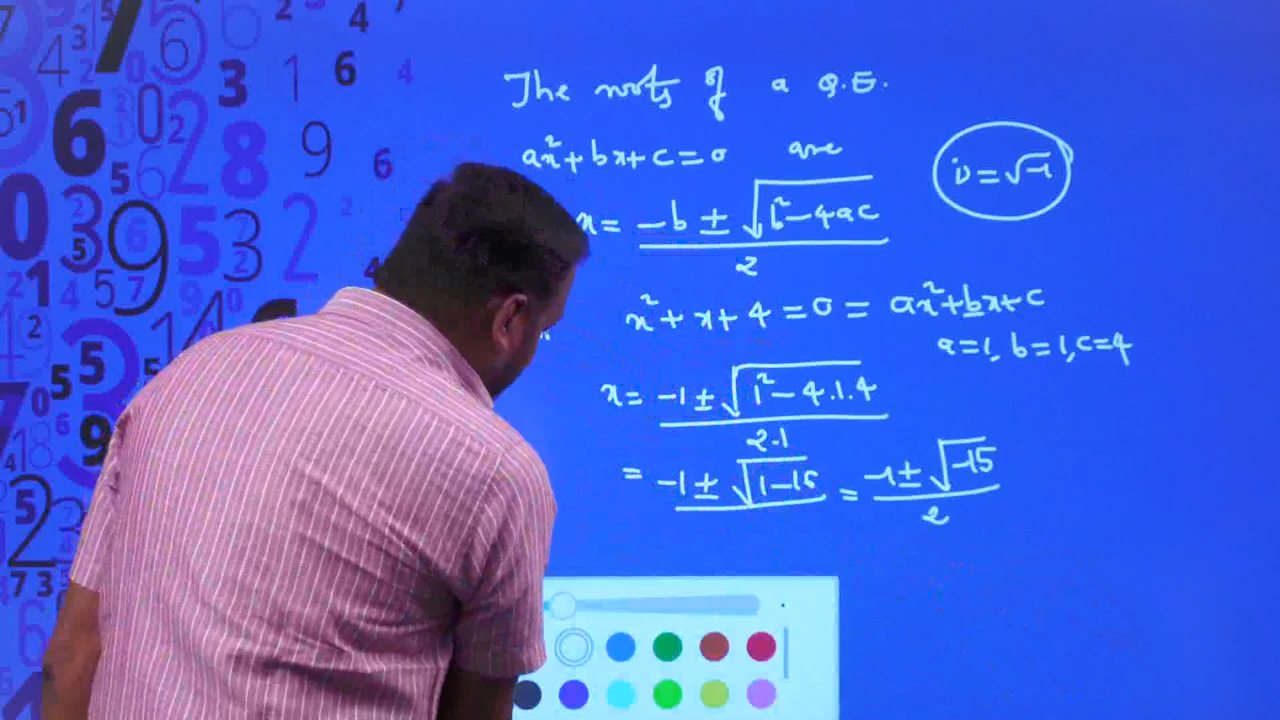 The roots of a Q.E.
ax²+bx+c=0 are
i=√-1
x= -b ± √b²-4ac
2
x²+x+4=0= ax²+bx+c
a=1, b=1, c=4
x= -1 ± √1²-4.1.4
2.1
= -1 ± √1-16 = -1 ± √-15
2